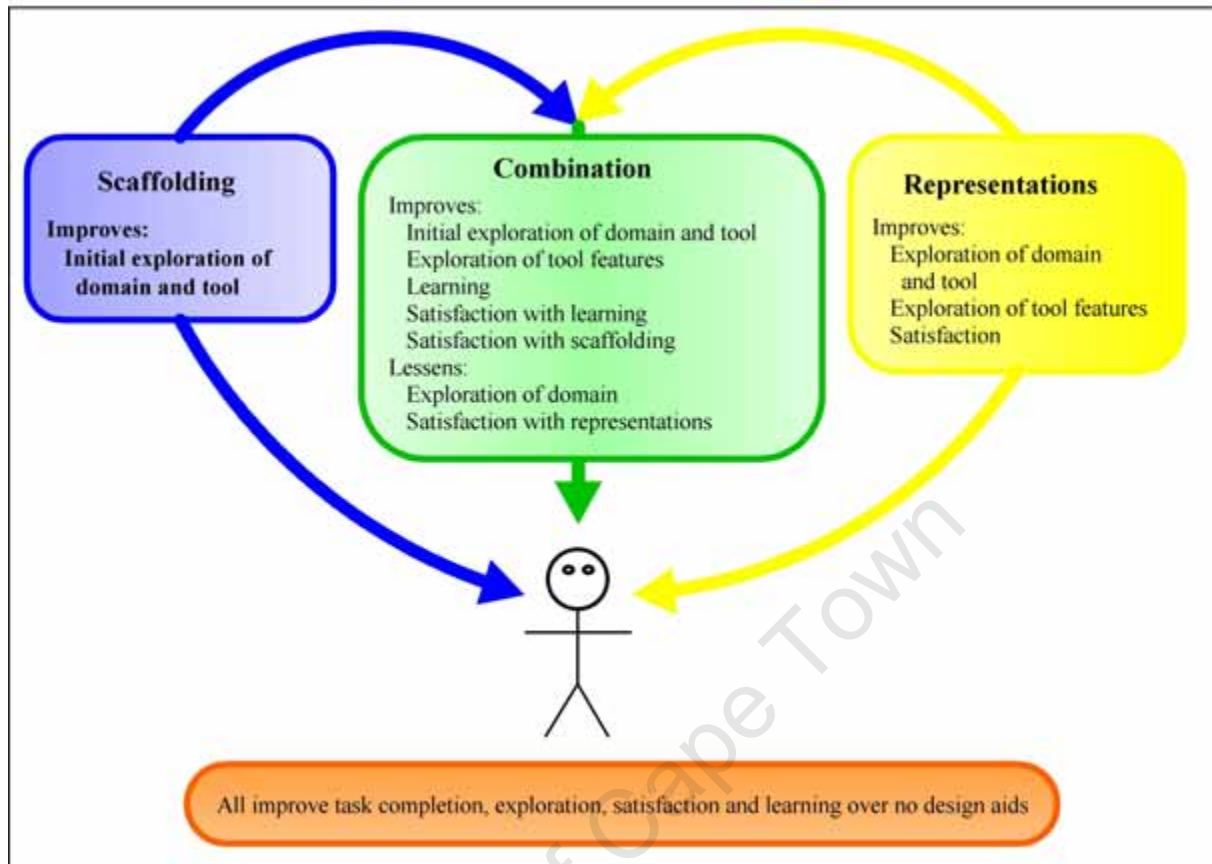 Scaffolding
Improves:
Initial exploration of
domain and tool
Combination
Improves:
Initial exploration of domain and tool
Exploration of tool features
Learning
Satisfaction with learning
Satisfaction with scaffolding
Lessens:
Exploration of domain
Satisfaction with representations
Representations
Improves:
Exploration of domain
and tool
Exploration of tool features
Satisfaction
All improve task completion, exploration, satisfaction and learning over no design aids
of Cape Town